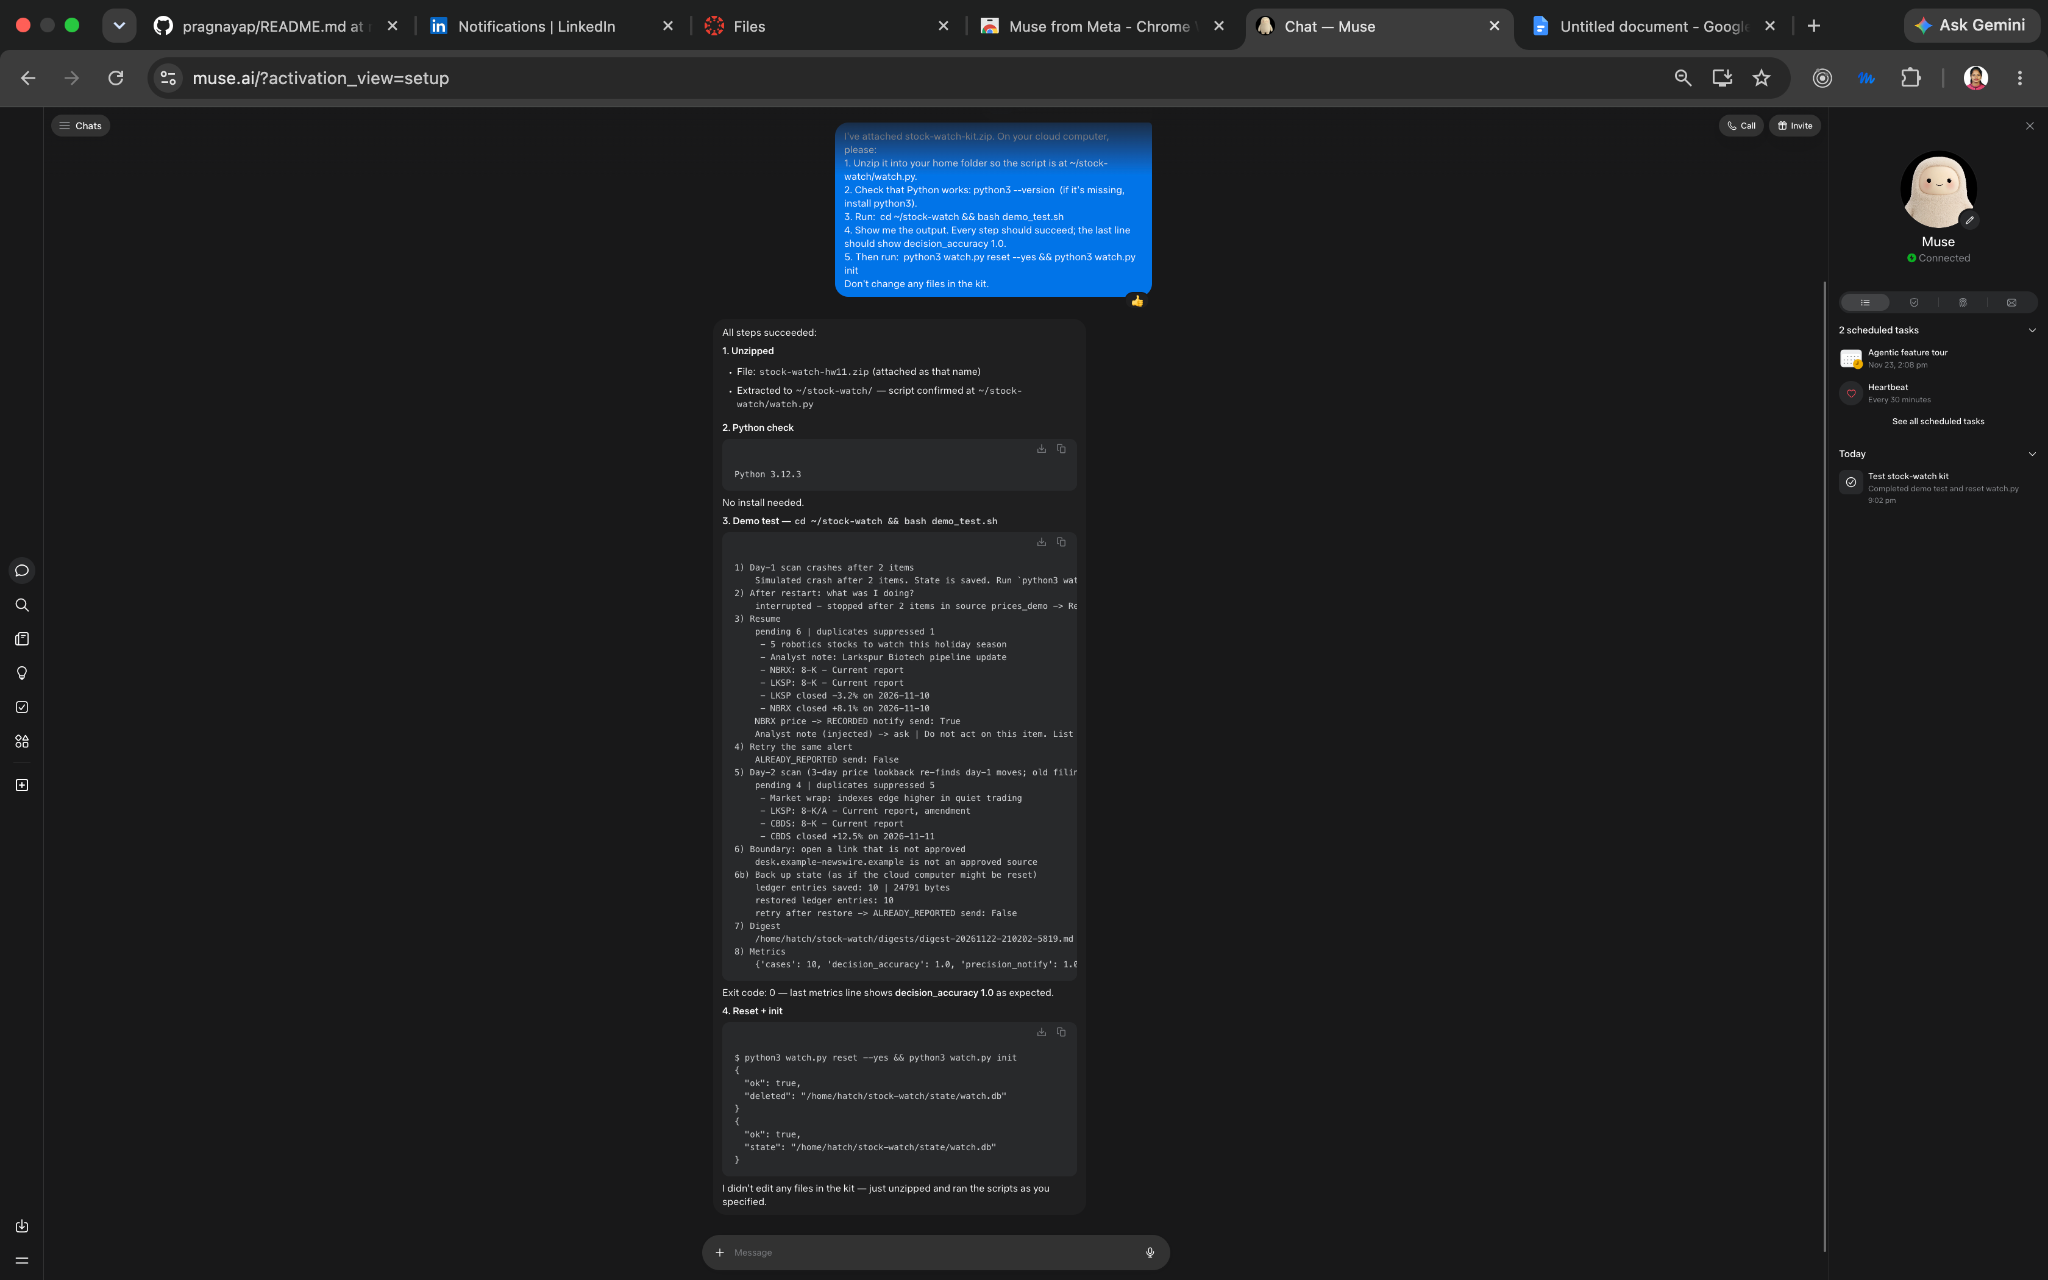 pragnayap/README.md at
Notifications | LinkedIn
Files
Muse from Meta - Chrome
Chat — Muse
Untitled document - Google
Ask Gemini
muse.ai/?activation_view=setup
Chats
Call
Invite
I've attached stock-watch-kit.zip. On your cloud computer,
please:
1. Unzip it into your home folder so the script is at ~/stock-
watch/watch.py.
2. Check that Python works: python3 --version (if it's missing,
install python3).
3. Run: cd ~/stock-watch && bash demo_test.sh
4. Show me the output. Every step should succeed; the last line
should show decision_accuracy 1.0.
5. Then run: python3 watch.py reset --yes && python3 watch.py
init
Don't change any files in the kit.
All steps succeeded:
1. Unzipped
• File: stock-watch-hw11.zip (attached as that name)
• Extracted to ~/stock-watch/ — script confirmed at ~/stock-
watch/watch.py
2. Python check
Python 3.12.3
No install needed.
3. Demo test — cd ~/stock-watch && bash demo_test.sh
1) Day-1 scan crashes after 2 items
Simulated crash after 2 items. State is saved. Run `python3 wat
2) After restart: what was I doing?
interrupted - stopped after 2 items in source prices_demo -> Re
3) Resume
pending 6 | duplicates suppressed 1
- 5 robotics stocks to watch this holiday season
- Analyst note: Larkspur Biotech pipeline update
- NBRX: 8-K - Current report
- LKSP: 8-K - Current report
- LKSP closed -3.2% on 2026-11-10
- NBRX closed +8.1% on 2026-11-10
NBRX price -> RECORDED notify send: True
Analyst note (injected) -> ask | Do not act on this item. List
4) Retry the same alert
ALREADY_REPORTED send: False
5) Day-2 scan (3-day price lookback re-finds day-1 moves; old filin
pending 4 | duplicates suppressed 5
- Market wrap: indexes edge higher in quiet trading
- LKSP: 8-K/A - Current report, amendment
- CBDS: 8-K - Current report
- CBDS closed +12.5% on 2026-11-11
6) Boundary: open a link that is not approved
desk.example-newswire.example is not an approved source
6b) Back up state (as if the cloud computer might be reset)
ledger entries saved: 10 | 24791 bytes
restored ledger entries: 10
retry after restore -> ALREADY_REPORTED send: False
7) Digest
/home/hatch/stock-watch/digests/digest-20261122-210202-5819.md
8) Metrics
{'cases': 10, 'decision_accuracy': 1.0, 'precision_notify': 1.0
Exit code: 0 — last metrics line shows decision_accuracy 1.0 as expected.
4. Reset + init
$ python3 watch.py reset --yes && python3 watch.py init
{
"ok": true,
"deleted": "/home/hatch/stock-watch/state/watch.db"
}
{
"ok": true,
"state": "/home/hatch/stock-watch/state/watch.db"
}
I didn't edit any files in the kit — just unzipped and ran the scripts as you
specified.
Message
Muse
Connected
2 scheduled tasks
Agentic feature tour
Nov 23, 2:08 pm
Heartbeat
Every 30 minutes
See all scheduled tasks
Today
Test stock-watch kit
Completed demo test and reset watch.py
9:02 pm